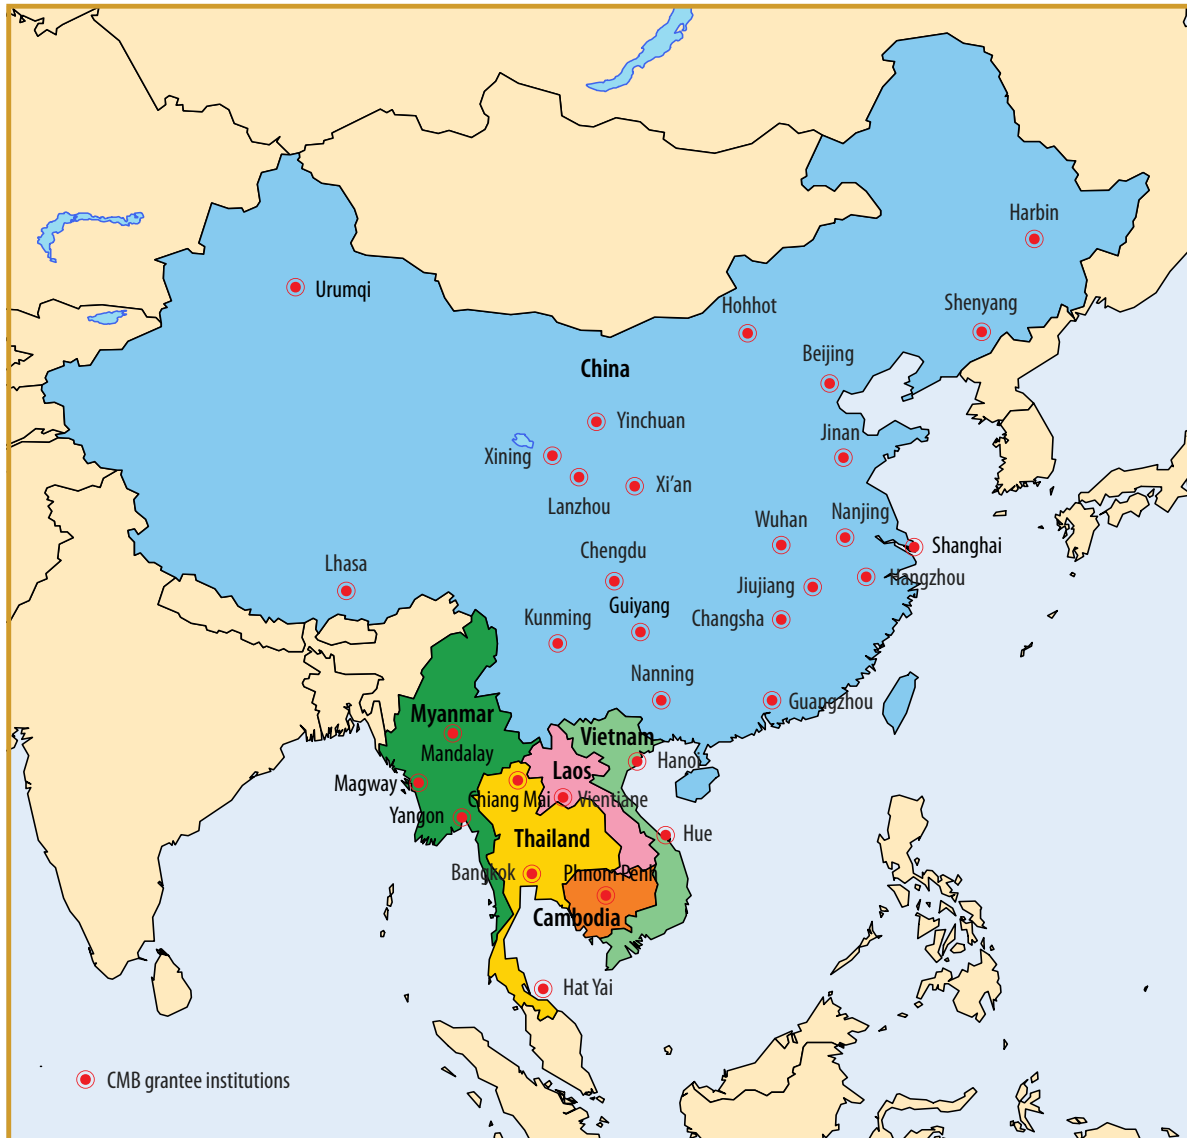 Harbin
Urumqi
Hohhot
Shenyang
Beijing
China
Yinchuan
Jinan
Xining
Xi'an
Lanzhou
Wuhan
Nanjing
Shanghai
Chengdu
Lhasa
Jiujiang
Hangzhou
Guiyang
Kunming
Changsha
Nanning
Guangzhou
Myanmar
Vietnam
Mandalay
Hanoi
Laos
Magway
Chiang Mai
Vientiane
Yangon
Hue
Thailand
Bangkok
Phnom Penh
Cambodia
Hat Yai
CMB grantee institutions